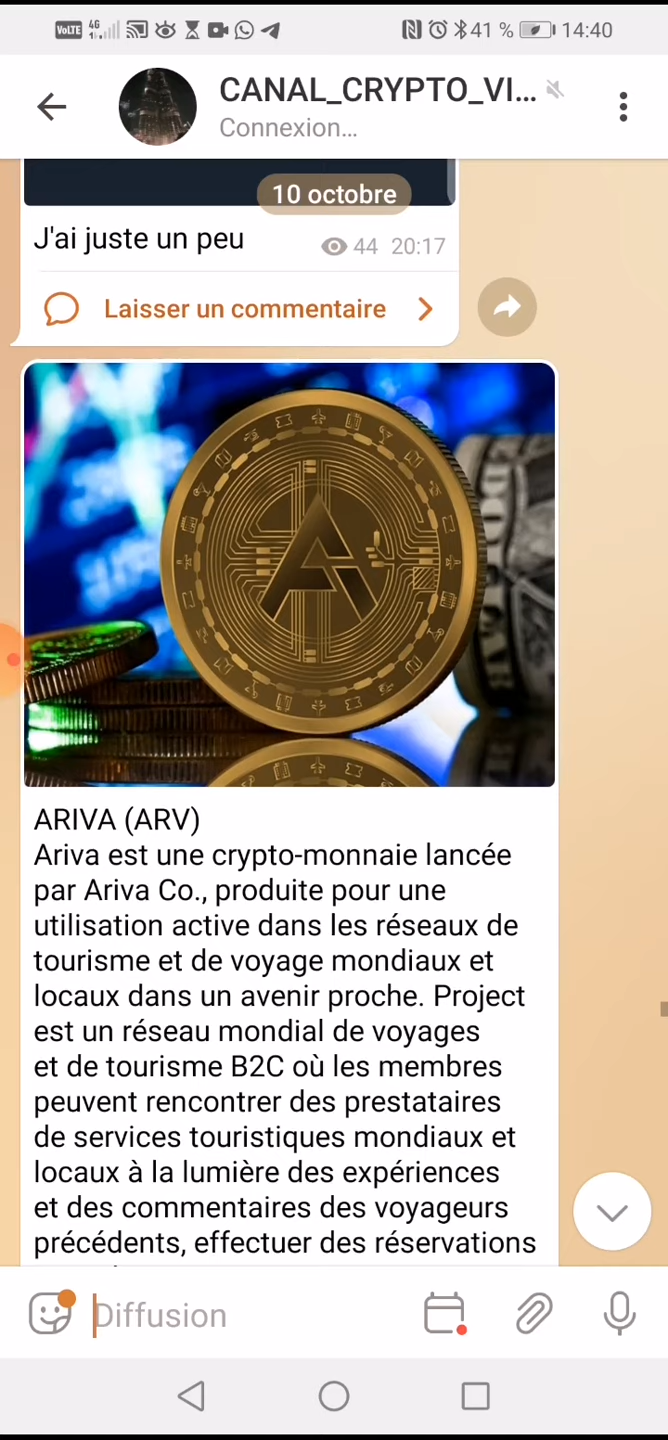 VoLTE 4G 41 % 14:40
CANAL_CRYPTO_VI...
Connexion...
10 octobre
J'ai juste un peu 44 20:17
Laisser un commentaire
ARIVA (ARV)
Ariva est une crypto-monnaie lancée
par Ariva Co., produite pour une
utilisation active dans les réseaux de
tourisme et de voyage mondiaux et
locaux dans un avenir proche. Project
est un réseau mondial de voyages
et de tourisme B2C où les membres
peuvent rencontrer des prestataires
de services touristiques mondiaux et
locaux à la lumière des expériences
et des commentaires des voyageurs
précédents, effectuer des réservations
Diffusion